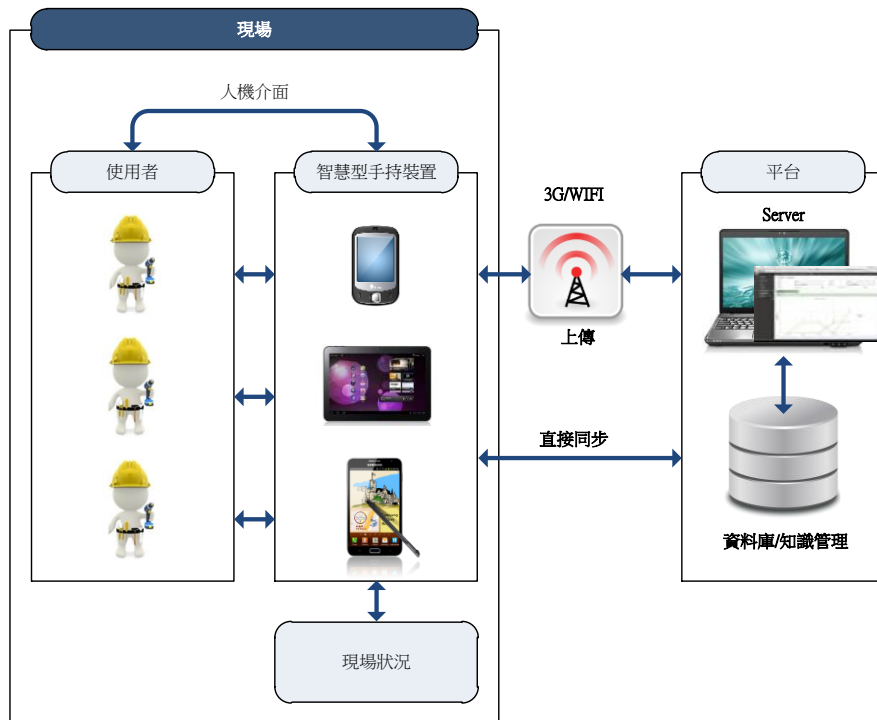 現場
人機介面
使用者
智慧型手持裝置
平台
3G/WIFI
Server
上傳
直接同步
資料庫/知識管理
現場狀況